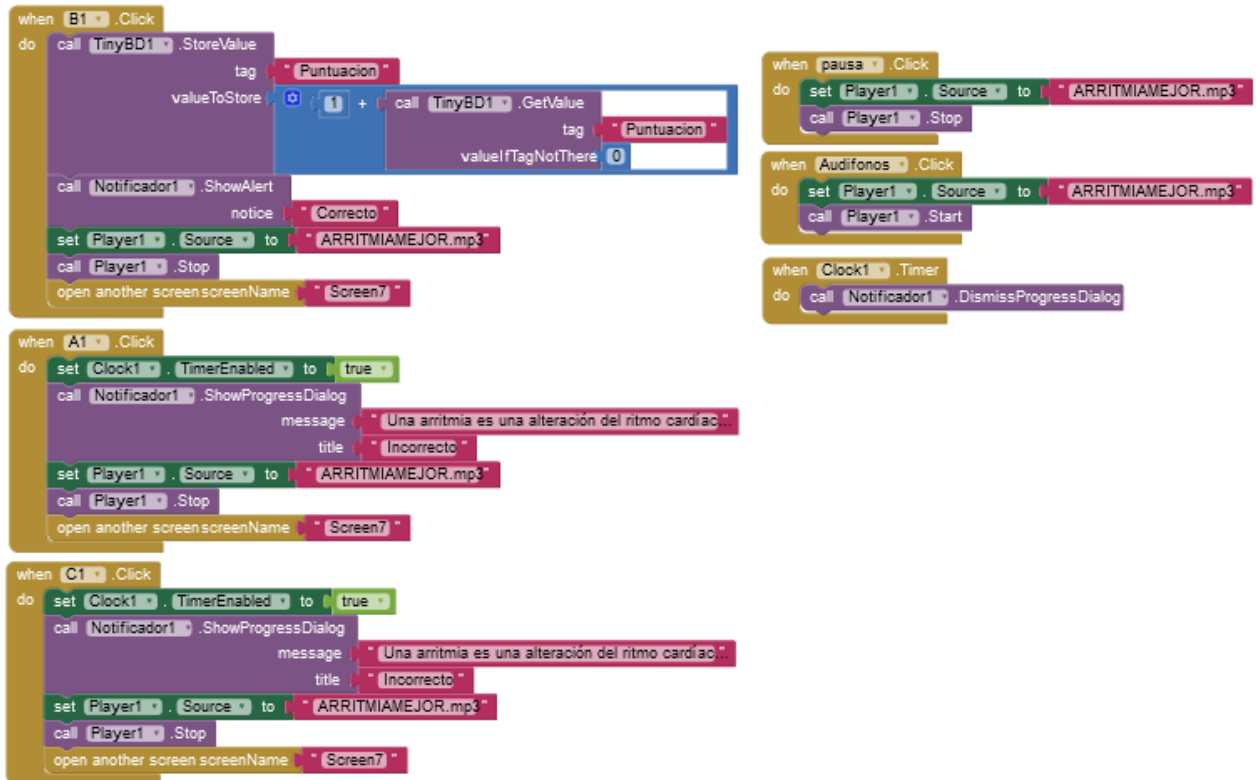 when B1 .Click
do call TinyBD1 .StoreValue
tag " Puntuacion "
valueToStore 1 + call TinyBD1 .GetValue
tag " Puntuacion "
valueIfTagNotThere 0
call Notificador1 .ShowAlert
notice " Correcto "
set Player1 . Source to " ARRITMIAMEJOR.mp3 "
call Player1 .Stop
open another screen screenName " Screen7 "
when A1 .Click
do set Clock1 . TimerEnabled to true
call Notificador1 .ShowProgressDialog
message " Una arritmia es una alteración del ritmo cardíac...
title " Incorrecto "
set Player1 . Source to " ARRITMIAMEJOR.mp3 "
call Player1 .Stop
open another screen screenName " Screen7 "
when C1 .Click
do set Clock1 . TimerEnabled to true
call Notificador1 .ShowProgressDialog
message " Una arritmia es una alteración del ritmo cardíac...
title " Incorrecto "
set Player1 . Source to " ARRITMIAMEJOR.mp3 "
call Player1 .Stop
open another screen screenName " Screen7 "
when pausa .Click
do set Player1 . Source to " ARRITMIAMEJOR.mp3 "
call Player1 .Stop
when Audifonos .Click
do set Player1 . Source to " ARRITMIAMEJOR.mp3 "
call Player1 .Start
when Clock1 .Timer
do call Notificador1 .DismissProgressDialog